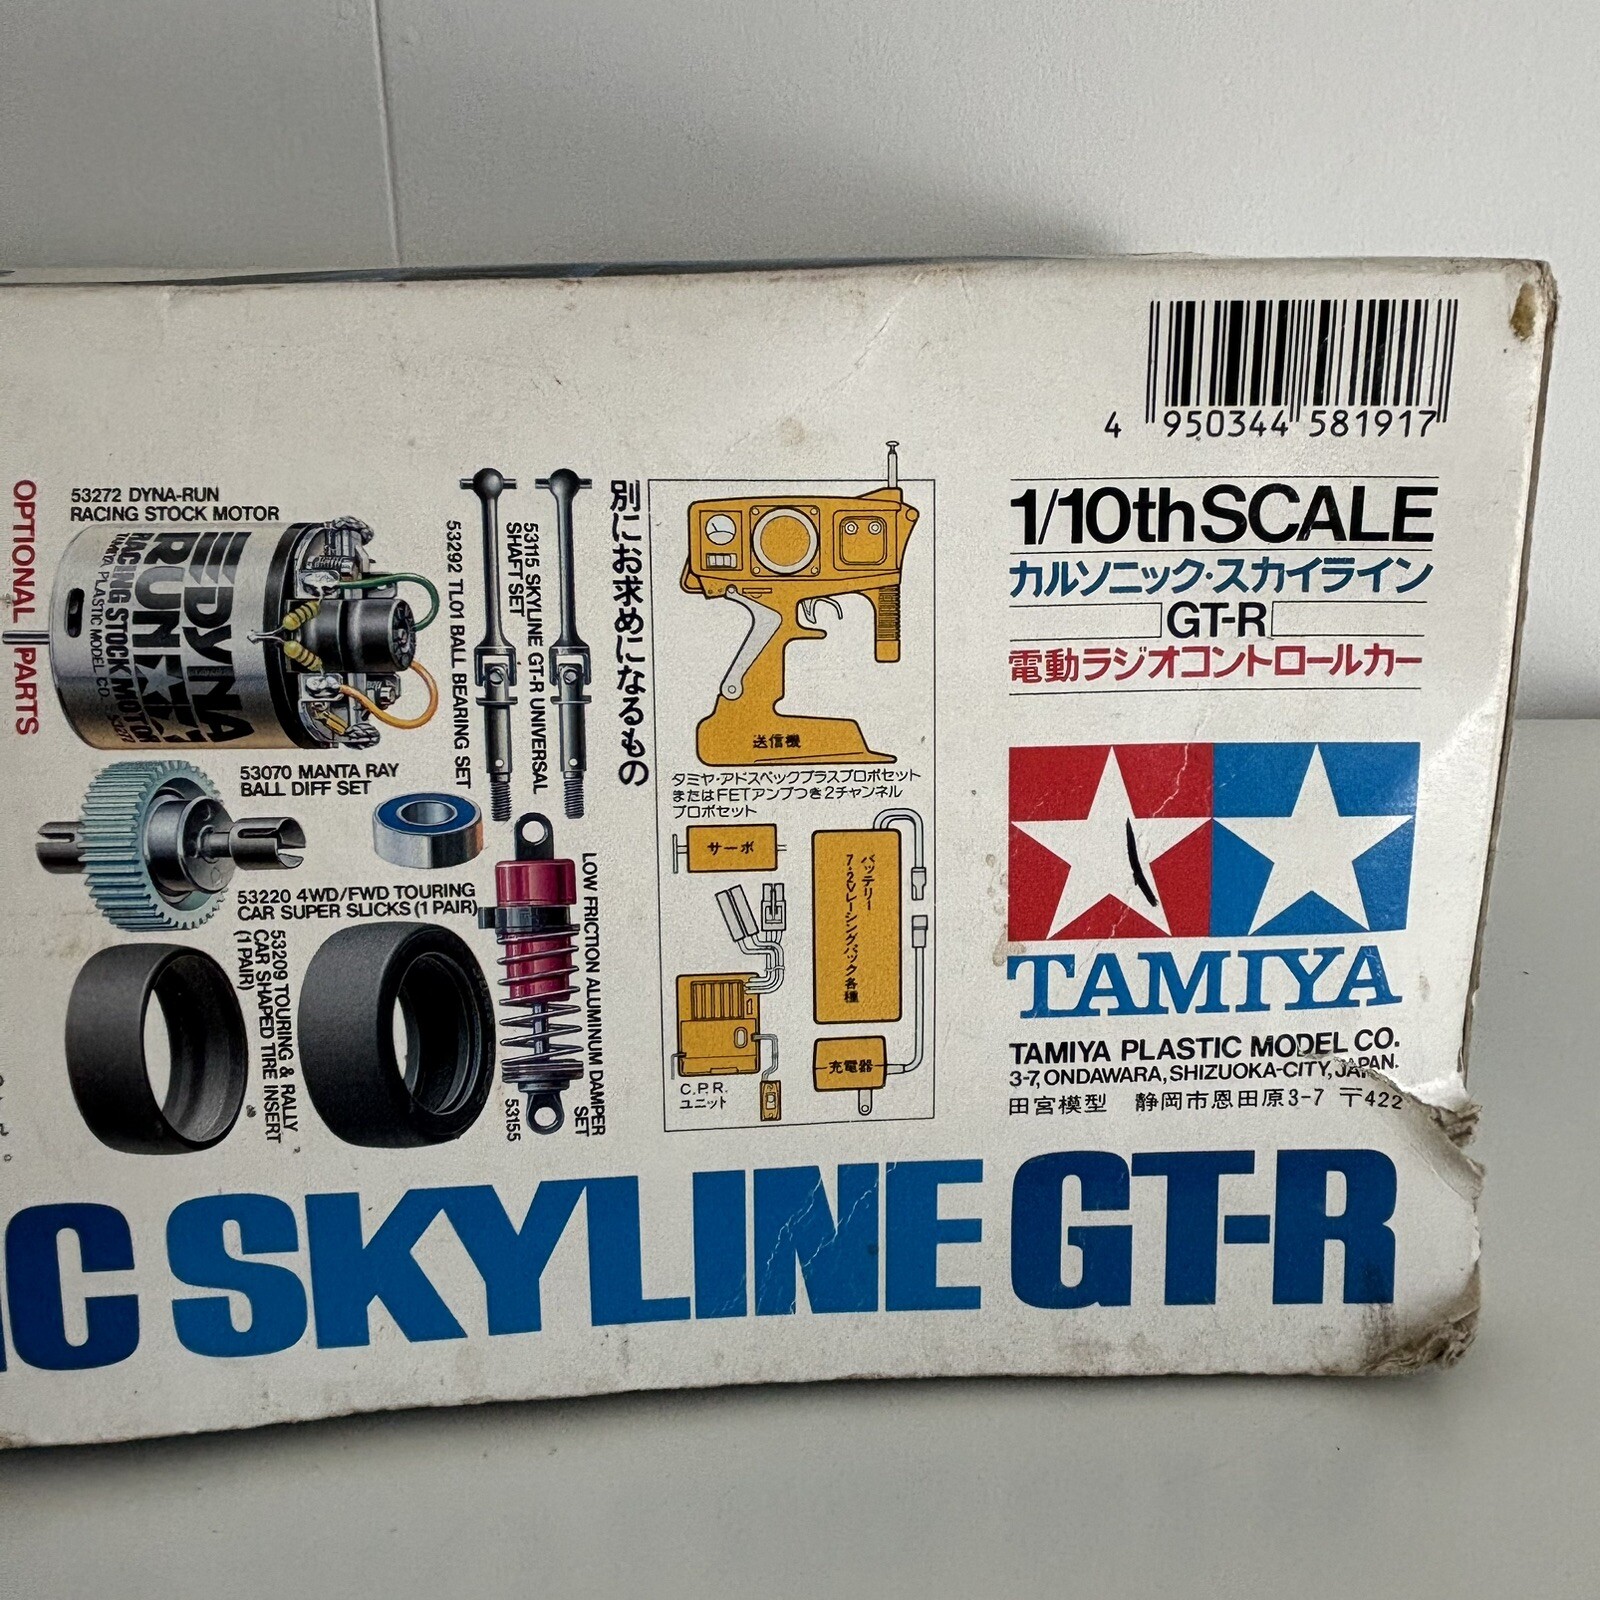 4 950344 581917
1/10th SCALE
カルソニック・スカイライン
GT-R
電動ラジオコントロールカー
TAMIYA
TAMIYA PLASTIC MODEL CO.
3-7, ONDAWARA, SHIZUOKA-CITY, JAPAN.
田宮模型 静岡市恩田原3-7 〒422
OPTIONAL PARTS
53272 DYNA-RUN
RACING STOCK MOTOR
DYNA
RUN
RACING STOCK MOTOR
TAMIYA PLASTIC MODEL CO. 53272
53070 MANTA RAY
BALL DIFF SET
53292 TL01 BALL BEARING SET
53115 SKYLINE GT-R UNIVERSAL
SHAFT SET
53220 4WD/FWD TOURING
CAR SUPER SLICKS (1 PAIR)
53209 TOURING & RALLY
CAR SHAPED TIRE INSERT
(1 PAIR)
LOW FRICTION ALUMINUM DAMPER
SET
53155
別にお求めになるもの
送信機
タミヤ・アドスペックプラスプロポセット
またはFETアンプつき2チャンネル
プロポセット
サーボ
バッテリー
7.2Vレーシングパック各種
C.P.R.
ユニット
充電器
IC SKYLINE GT-R